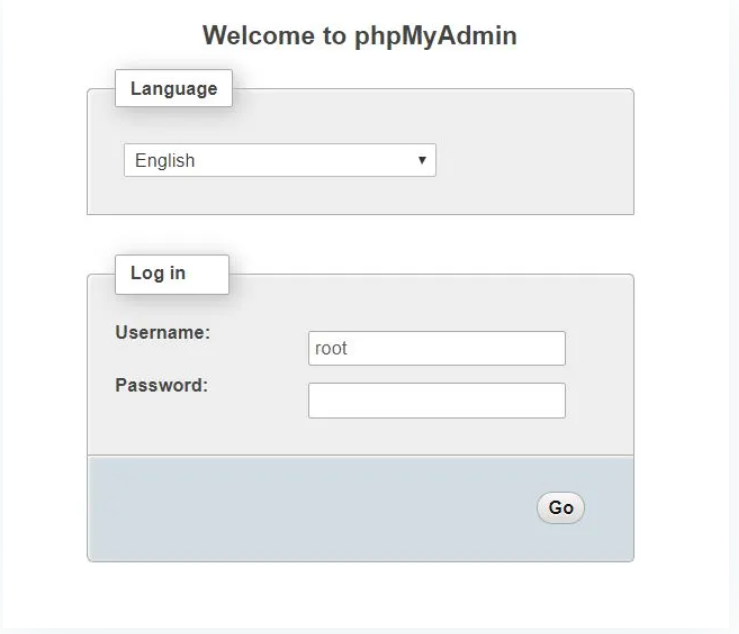 Welcome to phpMyAdmin
Language
English
Log in
Username:
root
Password:
Go